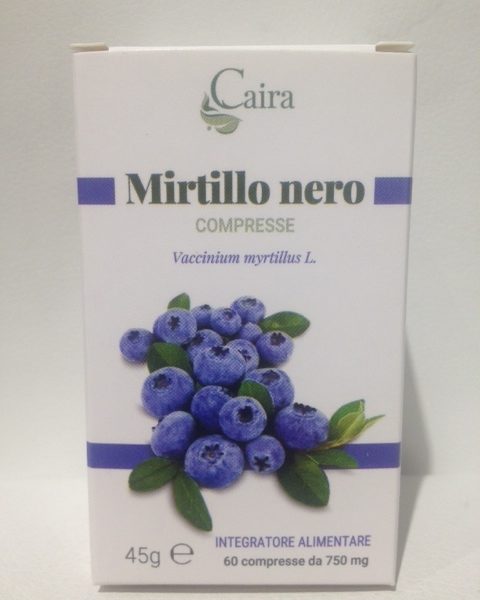 Caira
Mirtillo nero
COMPRESSE
Vaccinium myrtillus L.
INTEGRATORE ALIMENTARE
45g ℮
60 compresse da 750 mg